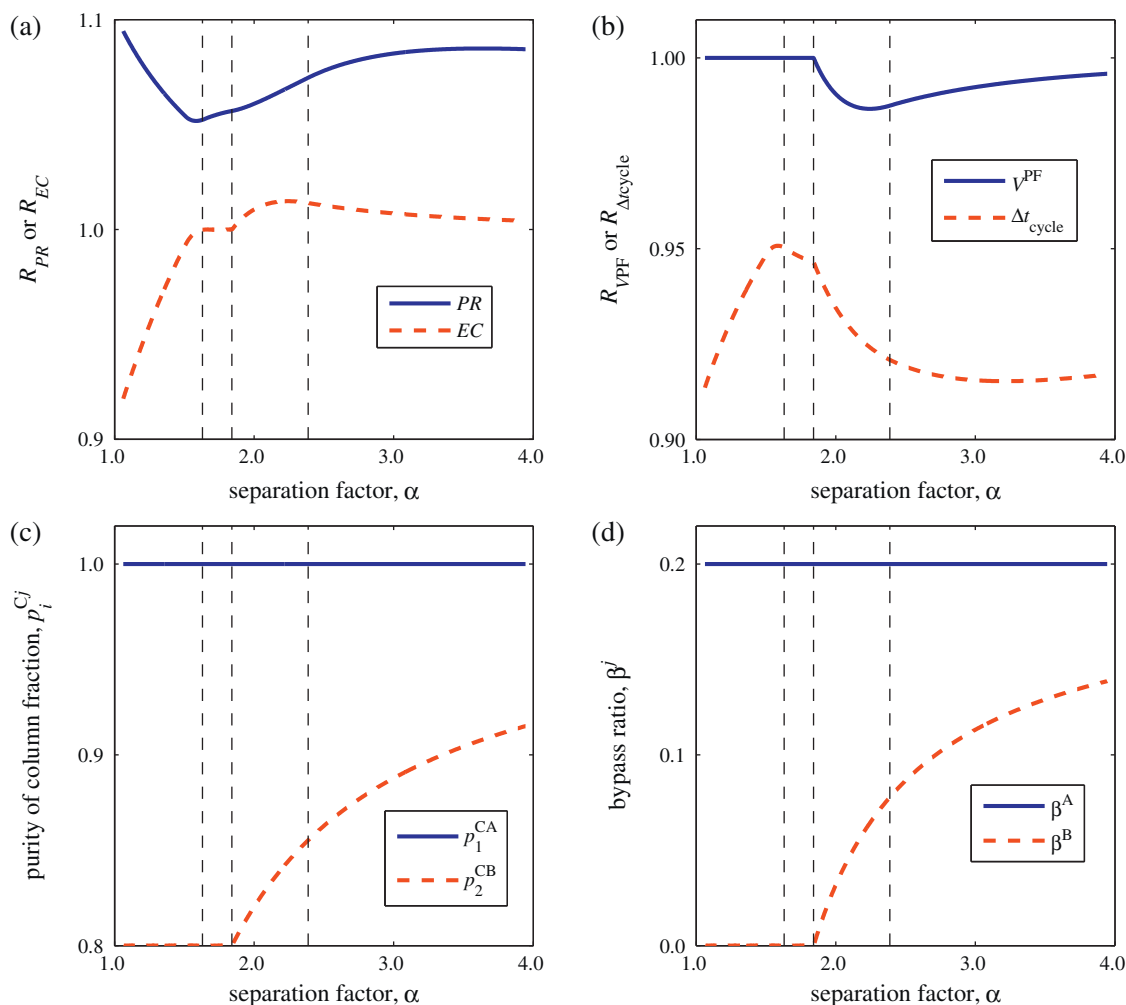 (a)
1.1
1.0
0.9
R_PR or R_EC
PR
EC
1.0 2.0 3.0 4.0
separation factor, α
(b)
1.00
0.95
0.90
R_VPF or R_Δtcycle
V^PF
Δt_cycle
1.0 2.0 3.0 4.0
separation factor, α
(c)
1.0
0.9
0.8
purity of column fraction, p_i^Cj
p_1^CA
p_2^CB
1.0 2.0 3.0 4.0
separation factor, α
(d)
0.2
0.1
0.0
bypass ratio, β^j
β^A
β^B
1.0 2.0 3.0 4.0
separation factor, α